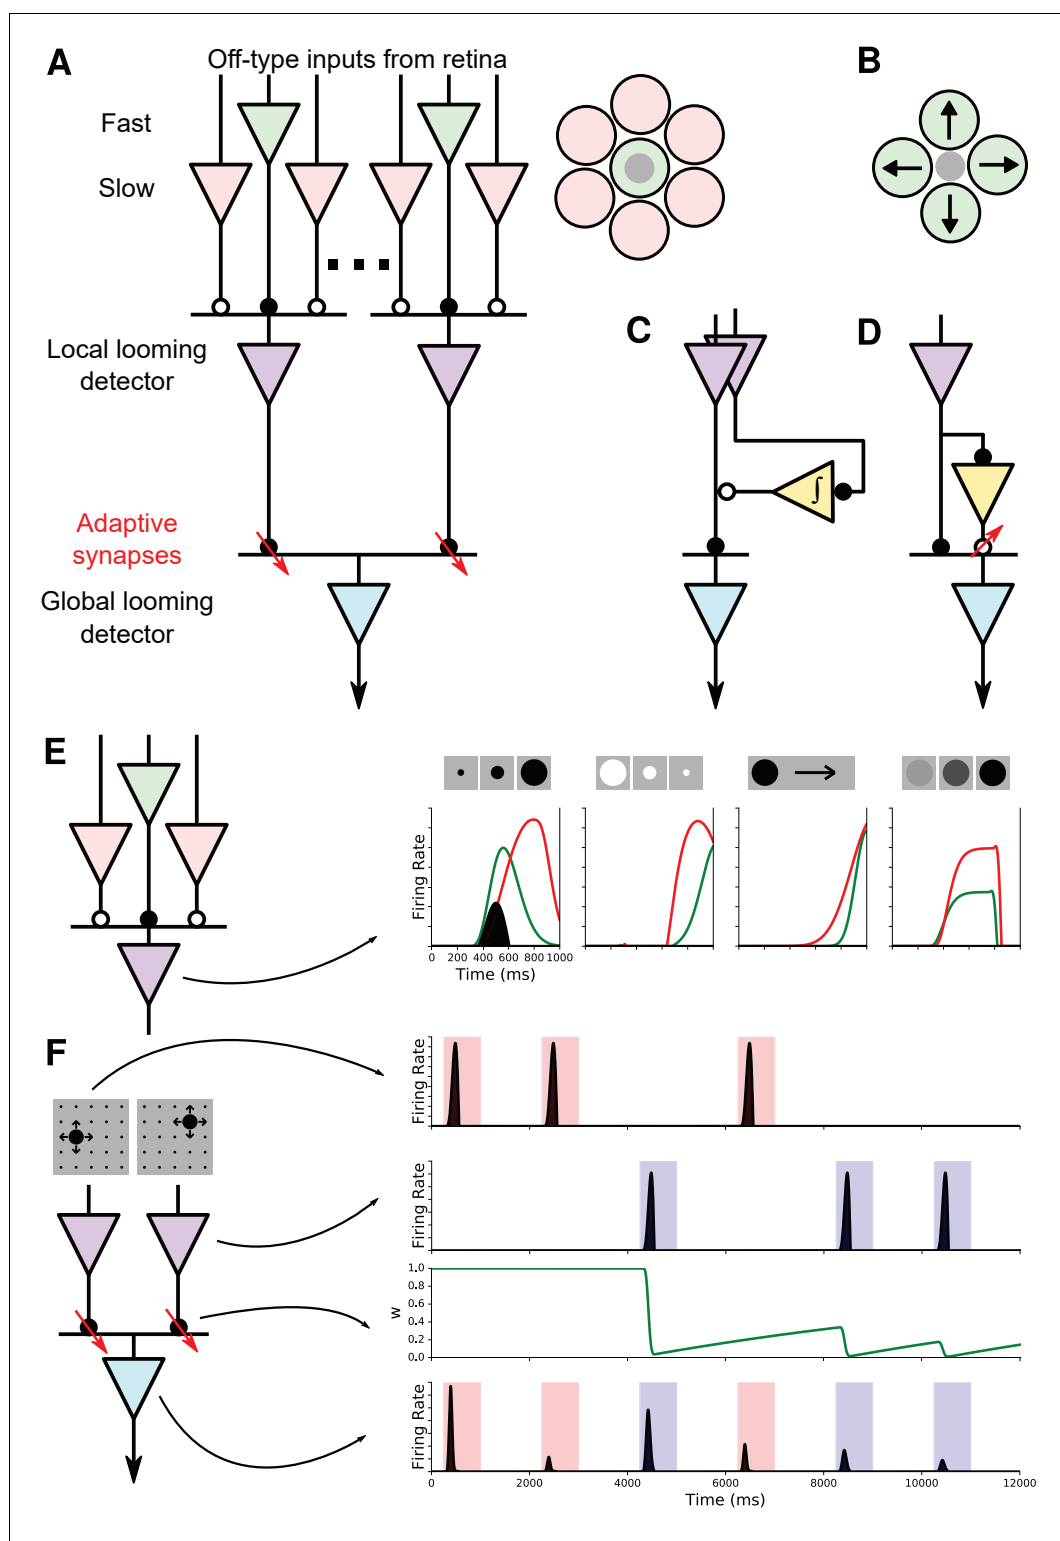 A
Off-type inputs from retina
Fast
Slow
Local looming
detector
Adaptive
synapses
Global looming
detector
B
C
∫
D
E
Firing Rate
0 200 400 600 800 1000
Time (ms)
F
Firing Rate
Firing Rate
w
1.0
0.8
0.6
0.4
0.2
0.0
Firing Rate
0 2000 4000 6000 8000 10000 12000
Time (ms)